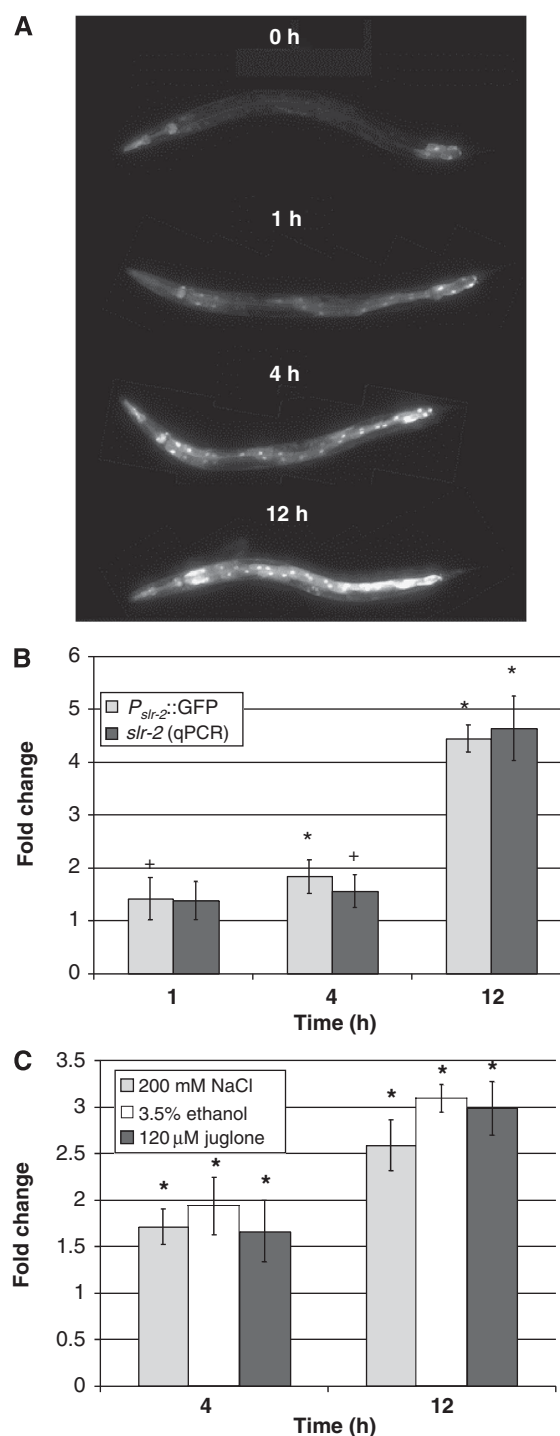 A
0 h
1 h
4 h
12 h
B
Fold change
6
5
4
3
2
1
0
Pslr-2::GFP
slr-2 (qPCR)
+
*
+
*
*
1 4 12
Time (h)
C
Fold change
3.5
3
2.5
2
1.5
1
0.5
0
200 mM NaCl
3.5% ethanol
120 μM juglone
* * *
* * *
4 12
Time (h)